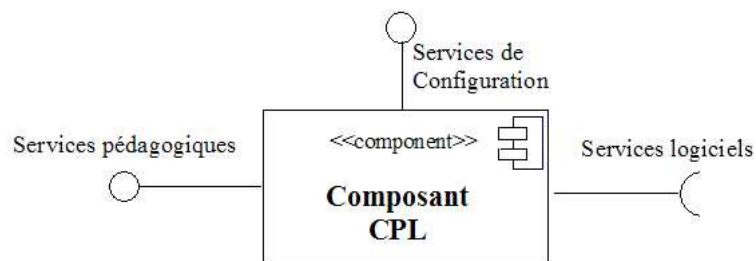 Services de
Configuration
Services pédagogiques
<<component>>
Services logiciels
Composant
CPL